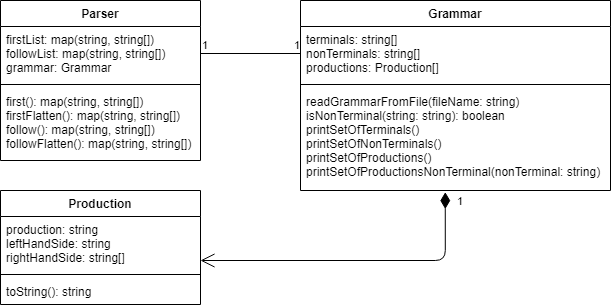 Parser
firstList: map(string, string[])
followList: map(string, string[])
grammar: Grammar
first(): map(string, string[])
firstFlatten(): map(string, string[])
follow(): map(string, string[])
followFlatten(): map(string, string[])
1
1
Grammar
terminals: string[]
nonTerminals: string[]
productions: Production[]
readGrammarFromFile(fileName: string)
isNonTerminal(string: string): boolean
printSetOfTerminals()
printSetOfNonTerminals()
printSetOfProductions()
printSetOfProductionsNonTerminal(nonTerminal: string)
1
Production
production: string
leftHandSide: string
rightHandSide: string[]
toString(): string